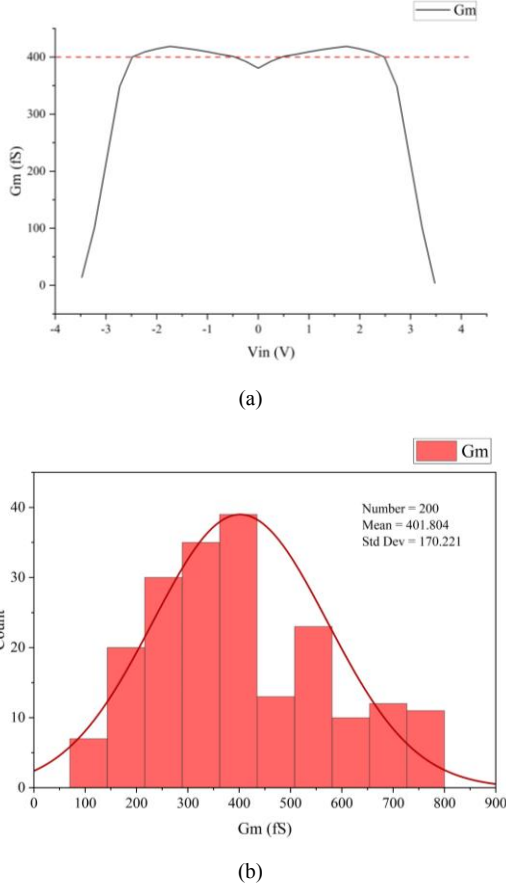 Gm
400
300
200
100
0
Gm (fS)
-4 -3 -2 -1 0 1 2 3 4
Vin (V)
(a)
Gm
Number = 200
Mean = 401.804
Std Dev = 170.221
40
30
20
10
0
0 100 200 300 400 500 600 700 800 900
Gm (fS)
(b)